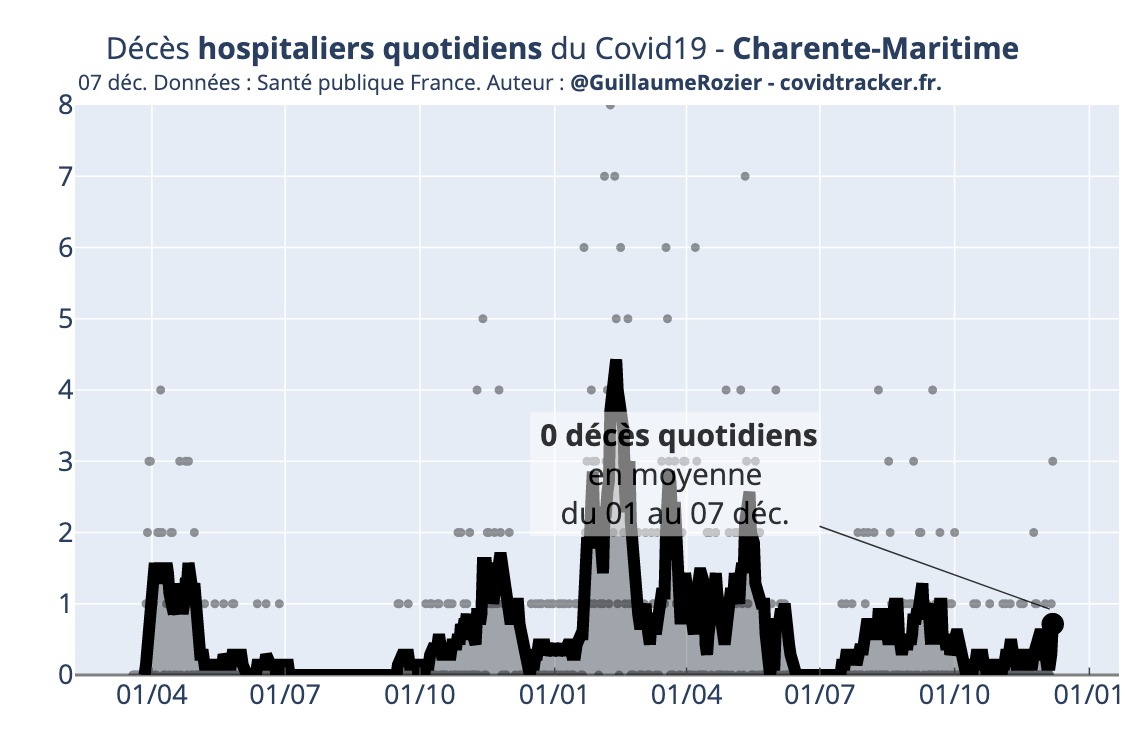 Décès hospitaliers quotidiens du Covid19 - Charente-Maritime
07 déc. Données : Santé publique France. Auteur : @GuillaumeRozier - covidtracker.fr.
8
7
6
5
4
3
2
1
0
0 décès quotidiens
en moyenne
du 01 au 07 déc.
01/04 01/07 01/10 01/01 01/04 01/07 01/10 01/01